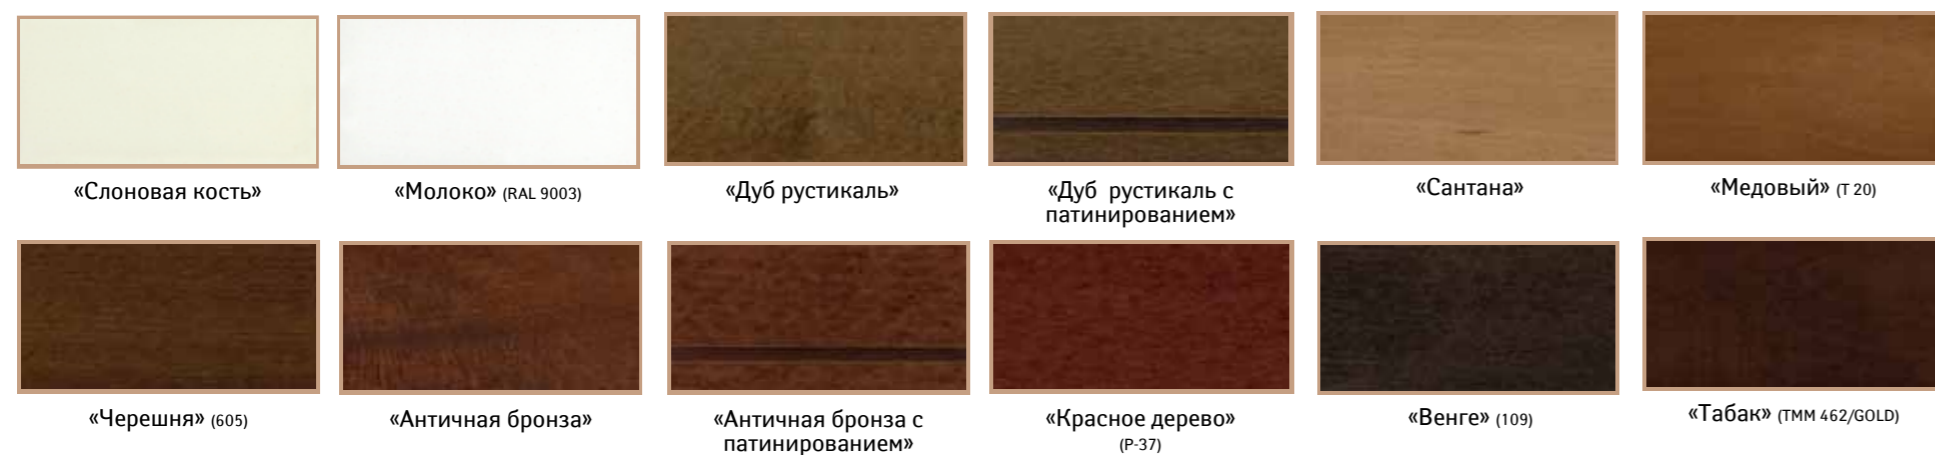 «Слоновая кость»
«Молоко» (RAL 9003)
«Дуб рустикаль»
«Дуб  рустикаль с
патинированием»
«Сантана»
«Медовый» (Т 20)
«Черешня» (605)
«Античная бронза»
«Античная бронза с
патинированием»
«Красное дерево»
(Р-37)
«Венге» (109)
«Табак» (ТММ 462/GOLD)